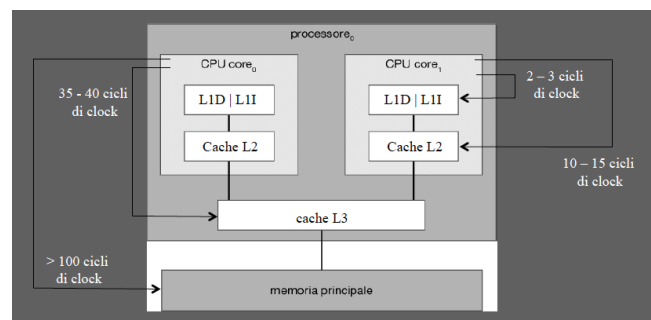 processore0
CPU core0
CPU core1
2 – 3 cicli
di clock
35 - 40 cicli
di clock
L1D | L1I
L1D | L1I
Cache L2
Cache L2
10 – 15 cicli
di clock
cache L3
> 100 cicli
di clock
memoria principale